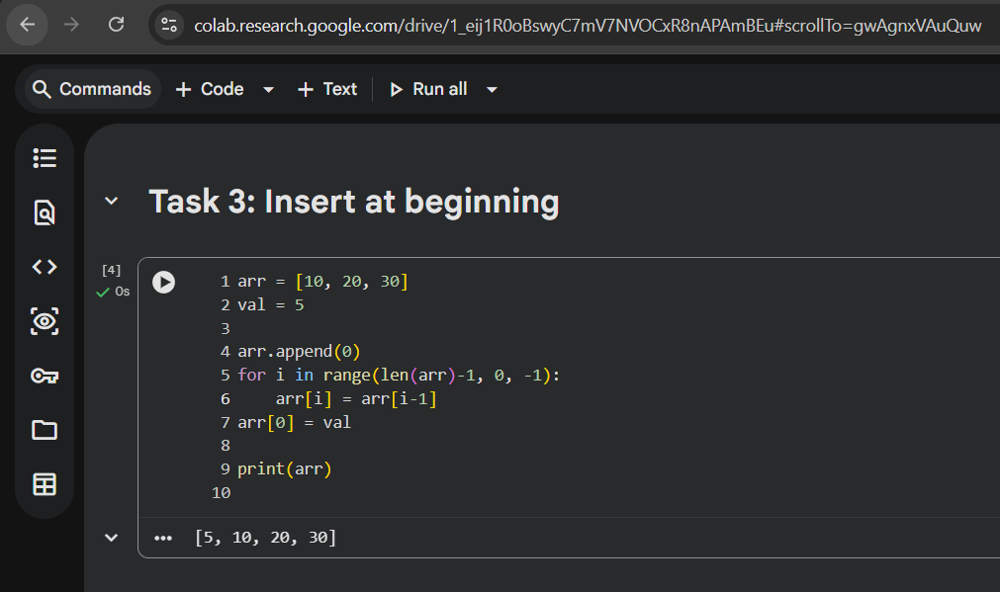 colab.research.google.com/drive/1_eij1R0oBswyC7mV7NVOCxR8nAPAmBEu#scrollTo=gwAgnxVAuQuw
Commands + Code + Text Run all
Task 3: Insert at beginning
[4]
0s
1 arr = [10, 20, 30]
2 val = 5
3
4 arr.append(0)
5 for i in range(len(arr)-1, 0, -1):
6     arr[i] = arr[i-1]
7 arr[0] = val
8
9 print(arr)
10
[5, 10, 20, 30]